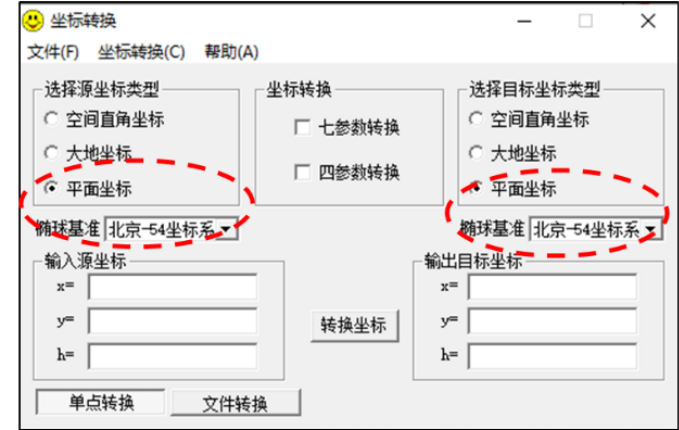 坐标转换
文件(F) 坐标转换(C) 帮助(A)
选择源坐标类型 坐标转换 选择目标坐标类型
空间直角坐标 七参数转换 空间直角坐标
大地坐标 四参数转换 大地坐标
平面坐标 平面坐标
椭球基准 北京-54坐标系 椭球基准 北京-54坐标系
输入源坐标 输出目标坐标
x= x=
y= 转换坐标 y=
h= h=
单点转换 文件转换